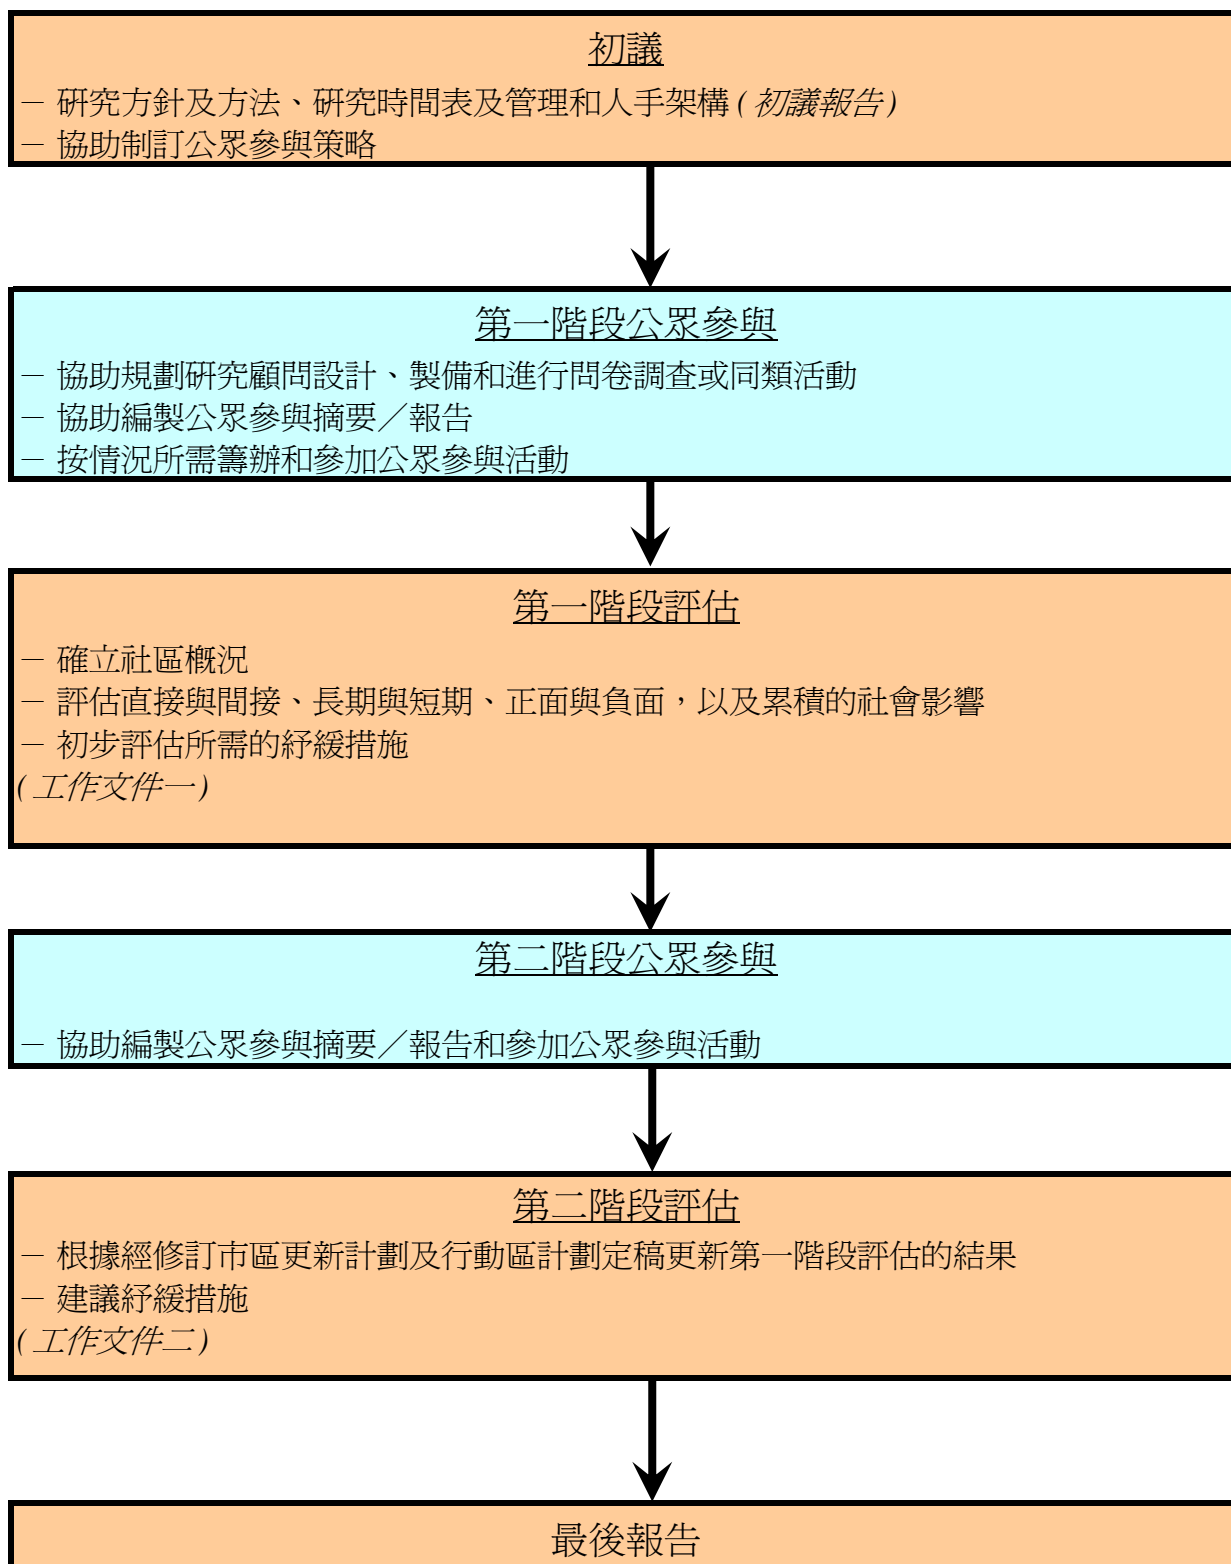 初議
－ 研究方針及方法、研究時間表及管理和人手架構 (初議報告)
－ 協助制訂公眾參與策略
第一階段公眾參與
－ 協助規劃研究顧問設計、製備和進行問卷調查或同類活動
－ 協助編製公眾參與摘要／報告
－ 按情況所需籌辦和參加公眾參與活動
第一階段評估
－ 確立社區概況
－ 評估直接與間接、長期與短期、正面與負面，以及累積的社會影響
－ 初步評估所需的紓緩措施
(工作文件一)
第二階段公眾參與
－ 協助編製公眾參與摘要／報告和參加公眾參與活動
第二階段評估
－ 根據經修訂市區更新計劃及行動區計劃定稿更新第一階段評估的結果
－ 建議紓緩措施
(工作文件二)
最後報告